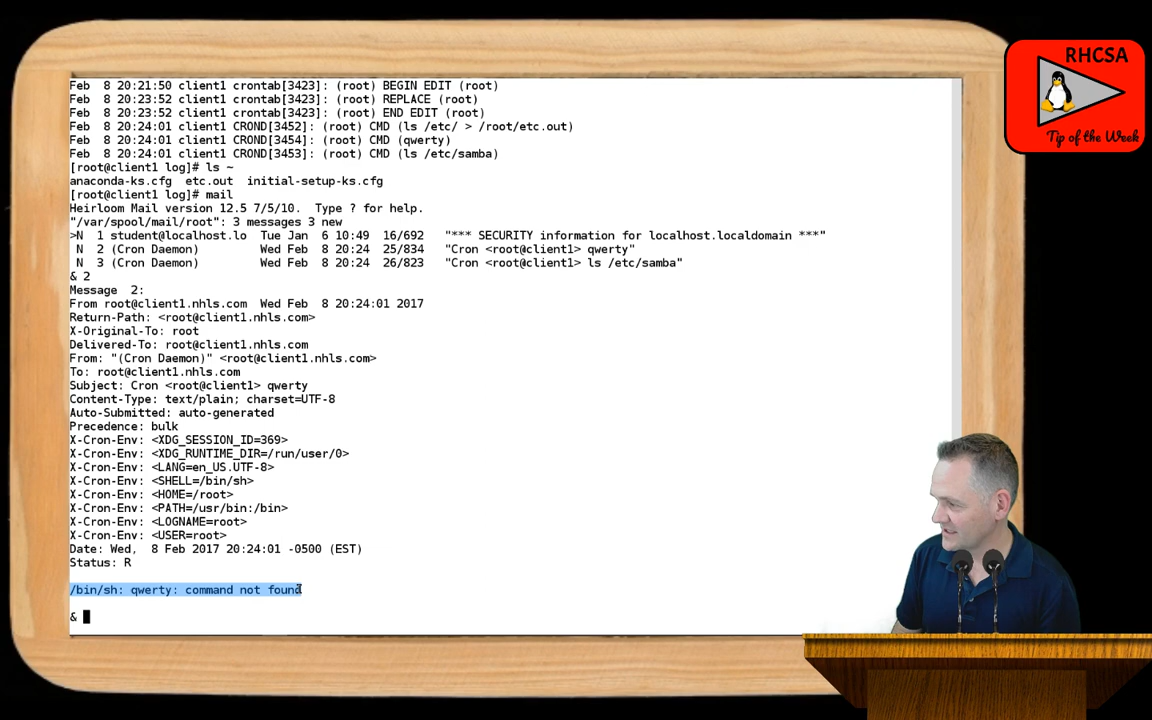 Feb  8 20:21:50 client1 crontab[3423]: (root) BEGIN EDIT (root)
Feb  8 20:23:52 client1 crontab[3423]: (root) REPLACE (root)
Feb  8 20:23:52 client1 crontab[3423]: (root) END EDIT (root)
Feb  8 20:24:01 client1 CROND[3452]: (root) CMD (ls /etc/ > /root/etc.out)
Feb  8 20:24:01 client1 CROND[3454]: (root) CMD (qwerty)
Feb  8 20:24:01 client1 CROND[3453]: (root) CMD (ls /etc/samba)
[root@client1 log]# ls ~
anaconda-ks.cfg  etc.out  initial-setup-ks.cfg
[root@client1 log]# mail
Heirloom Mail version 12.5 7/5/10.  Type ? for help.
"/var/spool/mail/root": 3 messages 3 new
>N  1 student@localhost.lo  Tue Jan  6 10:49  16/692   "*** SECURITY information for localhost.localdomain ***"
 N  2 (Cron Daemon)         Wed Feb  8 20:24  25/834   "Cron <root@client1> qwerty"
 N  3 (Cron Daemon)         Wed Feb  8 20:24  26/823   "Cron <root@client1> ls /etc/samba"
& 2
Message  2:
From root@client1.nhls.com  Wed Feb  8 20:24:01 2017
Return-Path: <root@client1.nhls.com>
X-Original-To: root
Delivered-To: root@client1.nhls.com
From: "(Cron Daemon)" <root@client1.nhls.com>
To: root@client1.nhls.com
Subject: Cron <root@client1> qwerty
Content-Type: text/plain; charset=UTF-8
Auto-Submitted: auto-generated
Precedence: bulk
X-Cron-Env: <XDG_SESSION_ID=369>
X-Cron-Env: <XDG_RUNTIME_DIR=/run/user/0>
X-Cron-Env: <LANG=en_US.UTF-8>
X-Cron-Env: <SHELL=/bin/sh>
X-Cron-Env: <HOME=/root>
X-Cron-Env: <PATH=/usr/bin:/bin>
X-Cron-Env: <LOGNAME=root>
X-Cron-Env: <USER=root>
Date: Wed,  8 Feb 2017 20:24:01 -0500 (EST)
Status: R
/bin/sh: qwerty: command not found
&
RHCSA
Tip of the Week